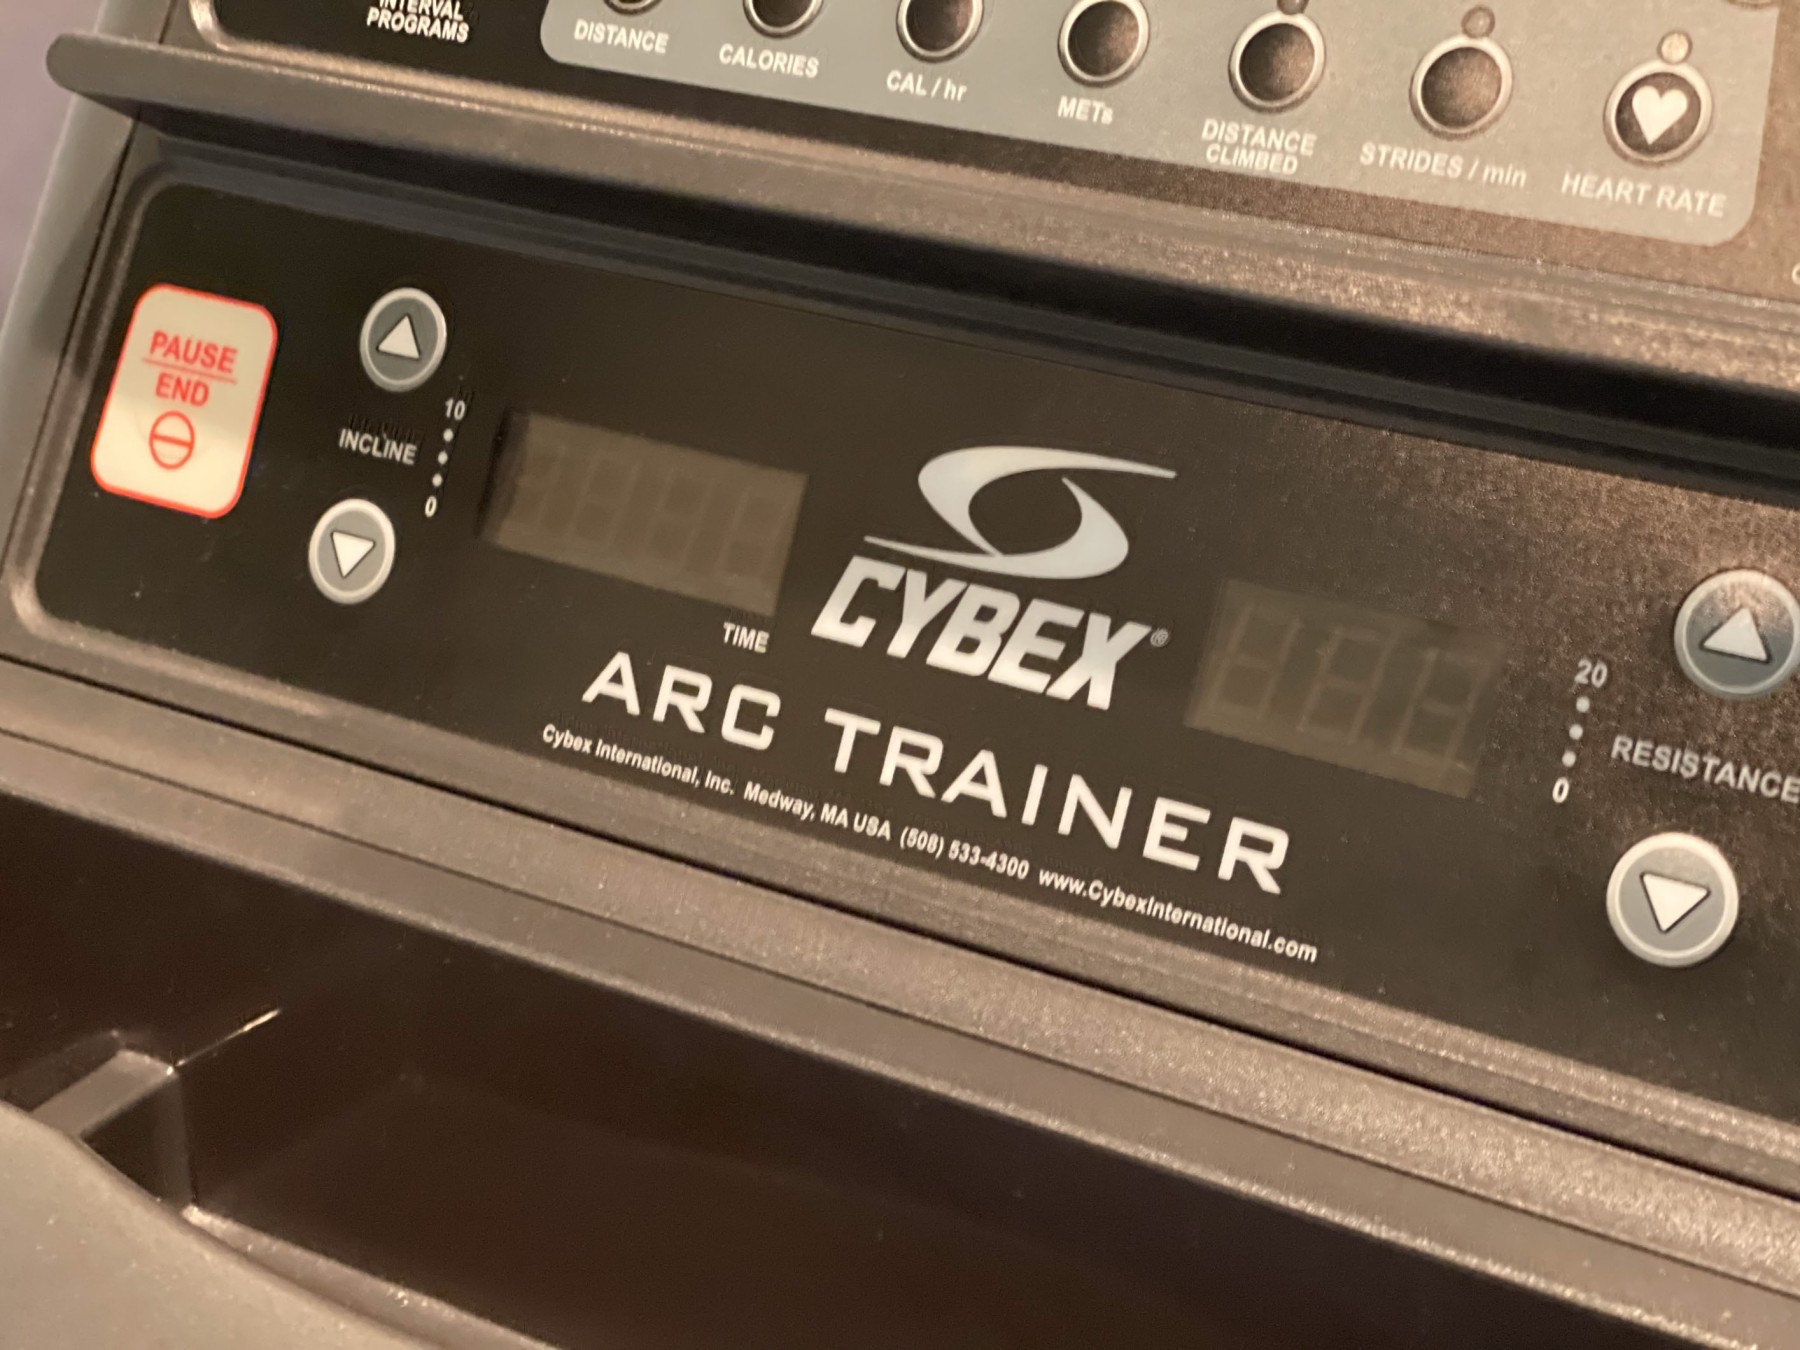 INTERVAL
PROGRAMS
DISTANCE
CALORIES
CAL / hr
METs
DISTANCE
CLIMBED
STRIDES / min
HEART RATE
PAUSE
END
INCLINE
10
0
TIME
CYBEX®
ARC TRAINER
Cybex International, Inc. Medway, MA USA (508) 533-4300 www.CybexInternational.com
20
0
RESISTANCE